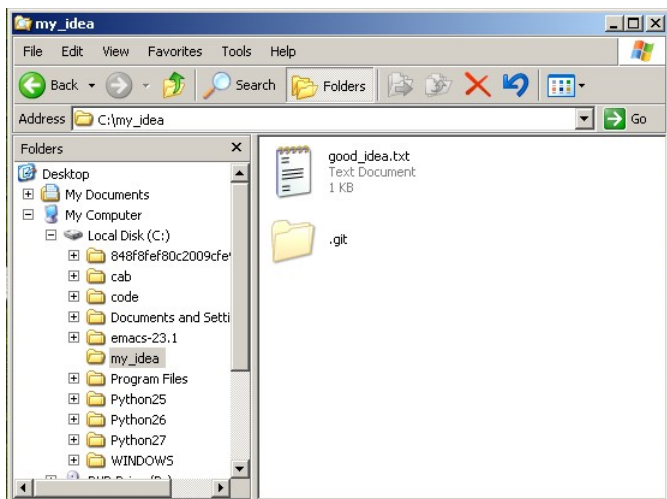 my_idea
File Edit View Favorites Tools Help
Back Search Folders
Address C:\my_idea Go
Folders x
Desktop
My Documents
My Computer
Local Disk (C:)
848f8fef80c2009cfe
cab
code
Documents and Setti
emacs-23.1
my_idea
Program Files
Python25
Python26
Python27
WINDOWS
good_idea.txt
Text Document
1 KB
.git